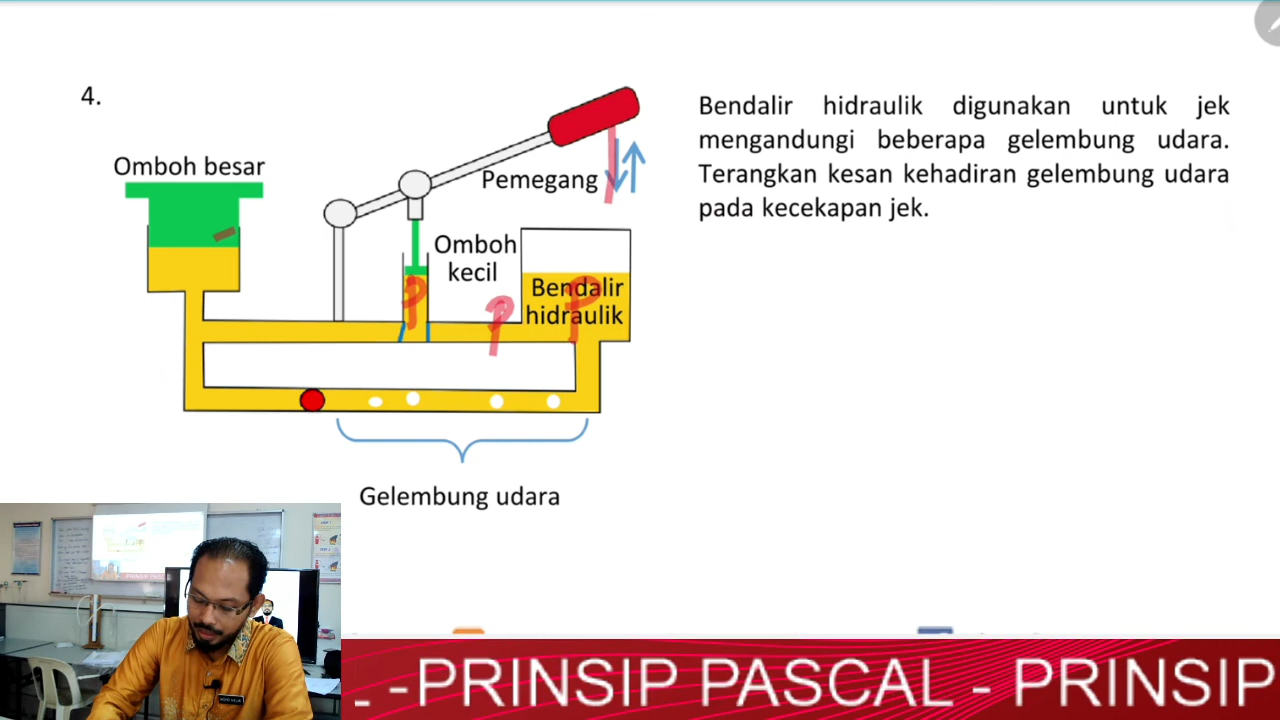 4.
Bendalir hidraulik digunakan untuk jek
mengandungi beberapa gelembung udara.
Terangkan kesan kehadiran gelembung udara
pada kecekapan jek.
Omboh besar
Pemegang
Omboh
kecil
Bendalir
hidraulik
P P P
Gelembung udara
-PRINSIP PASCAL - PRINSIP